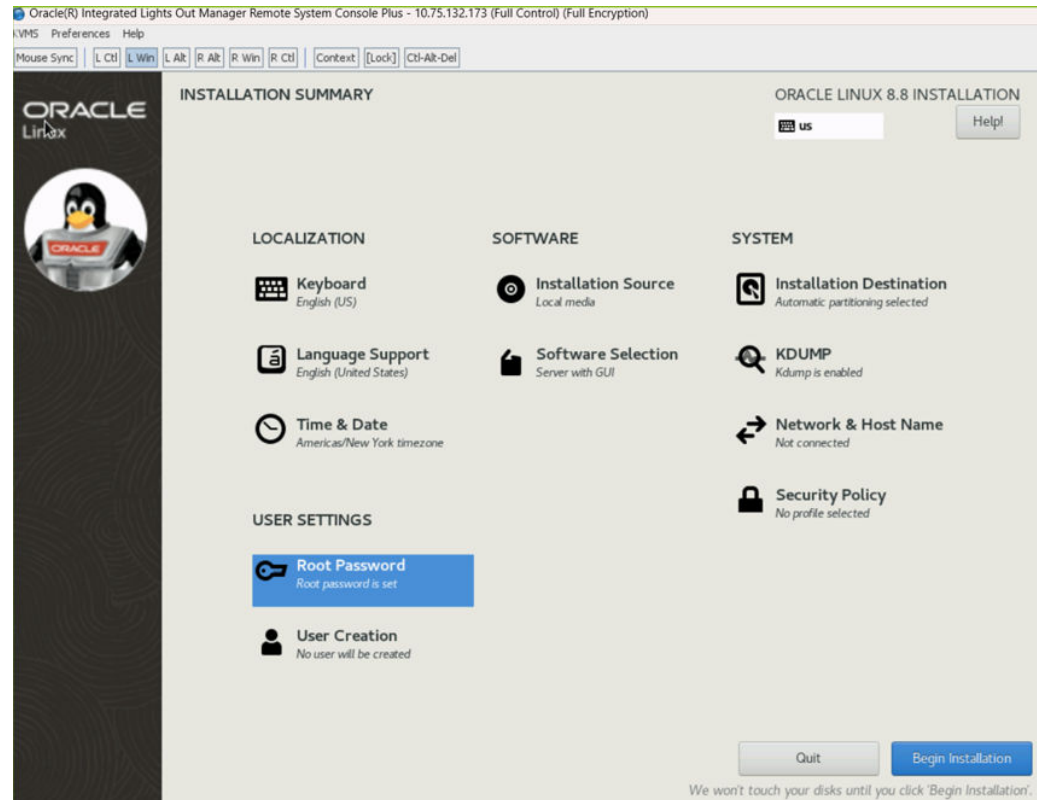 Oracle(R) Integrated Lights Out Manager Remote System Console Plus - 10.75.132.173 (Full Control) (Full Encryption)
KVMS Preferences Help
Mouse Sync L Ctl L Win L Alt R Alt R Win R Ctl Context [Lock] Ctl-Alt-Del
ORACLE
Linux
INSTALLATION SUMMARY
ORACLE LINUX 8.8 INSTALLATION
us
Help!
ORACLE
LOCALIZATION
Keyboard
English (US)
Language Support
English (United States)
Time & Date
Americas/New York timezone
SOFTWARE
Installation Source
Local media
Software Selection
Server with GUI
SYSTEM
Installation Destination
Automatic partitioning selected
KDUMP
Kdump is enabled
Network & Host Name
Not connected
Security Policy
No profile selected
USER SETTINGS
Root Password
Root password is set
User Creation
No user will be created
Quit
Begin Installation
We won't touch your disks until you click 'Begin Installation'.